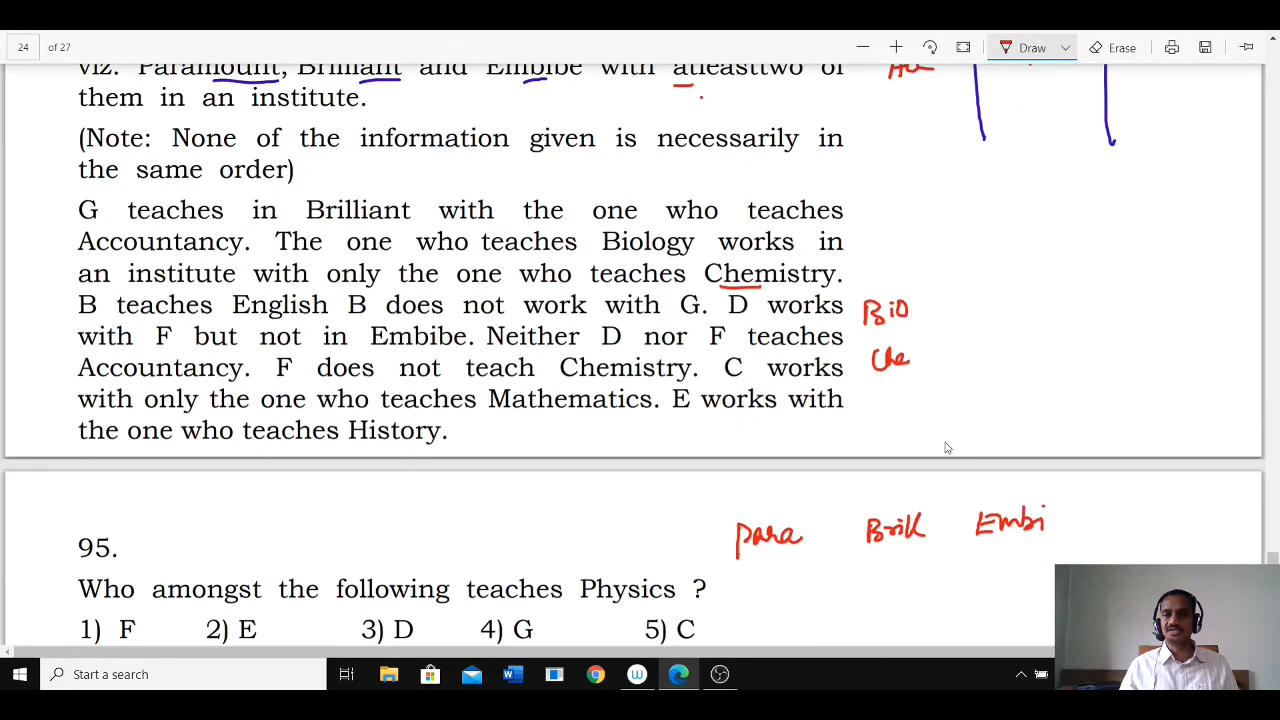 24 of 27
Draw
Erase
viz. Paramount, Brilliant and Embibe with atleasttwo of
them in an institute.
(Note: None of the information given is necessarily in
the same order)
G teaches in Brilliant with the one who teaches
Accountancy. The one who teaches Biology works in
an institute with only the one who teaches Chemistry.
B teaches English B does not work with G. D works
with F but not in Embibe. Neither D nor F teaches
Accountancy. F does not teach Chemistry. C works
with only the one who teaches Mathematics. E works with
the one who teaches History.
Bio
Che
Para Brill Embi
95.
Who amongst the following teaches Physics ?
1) F 2) E 3) D 4) G 5) C
Start a search